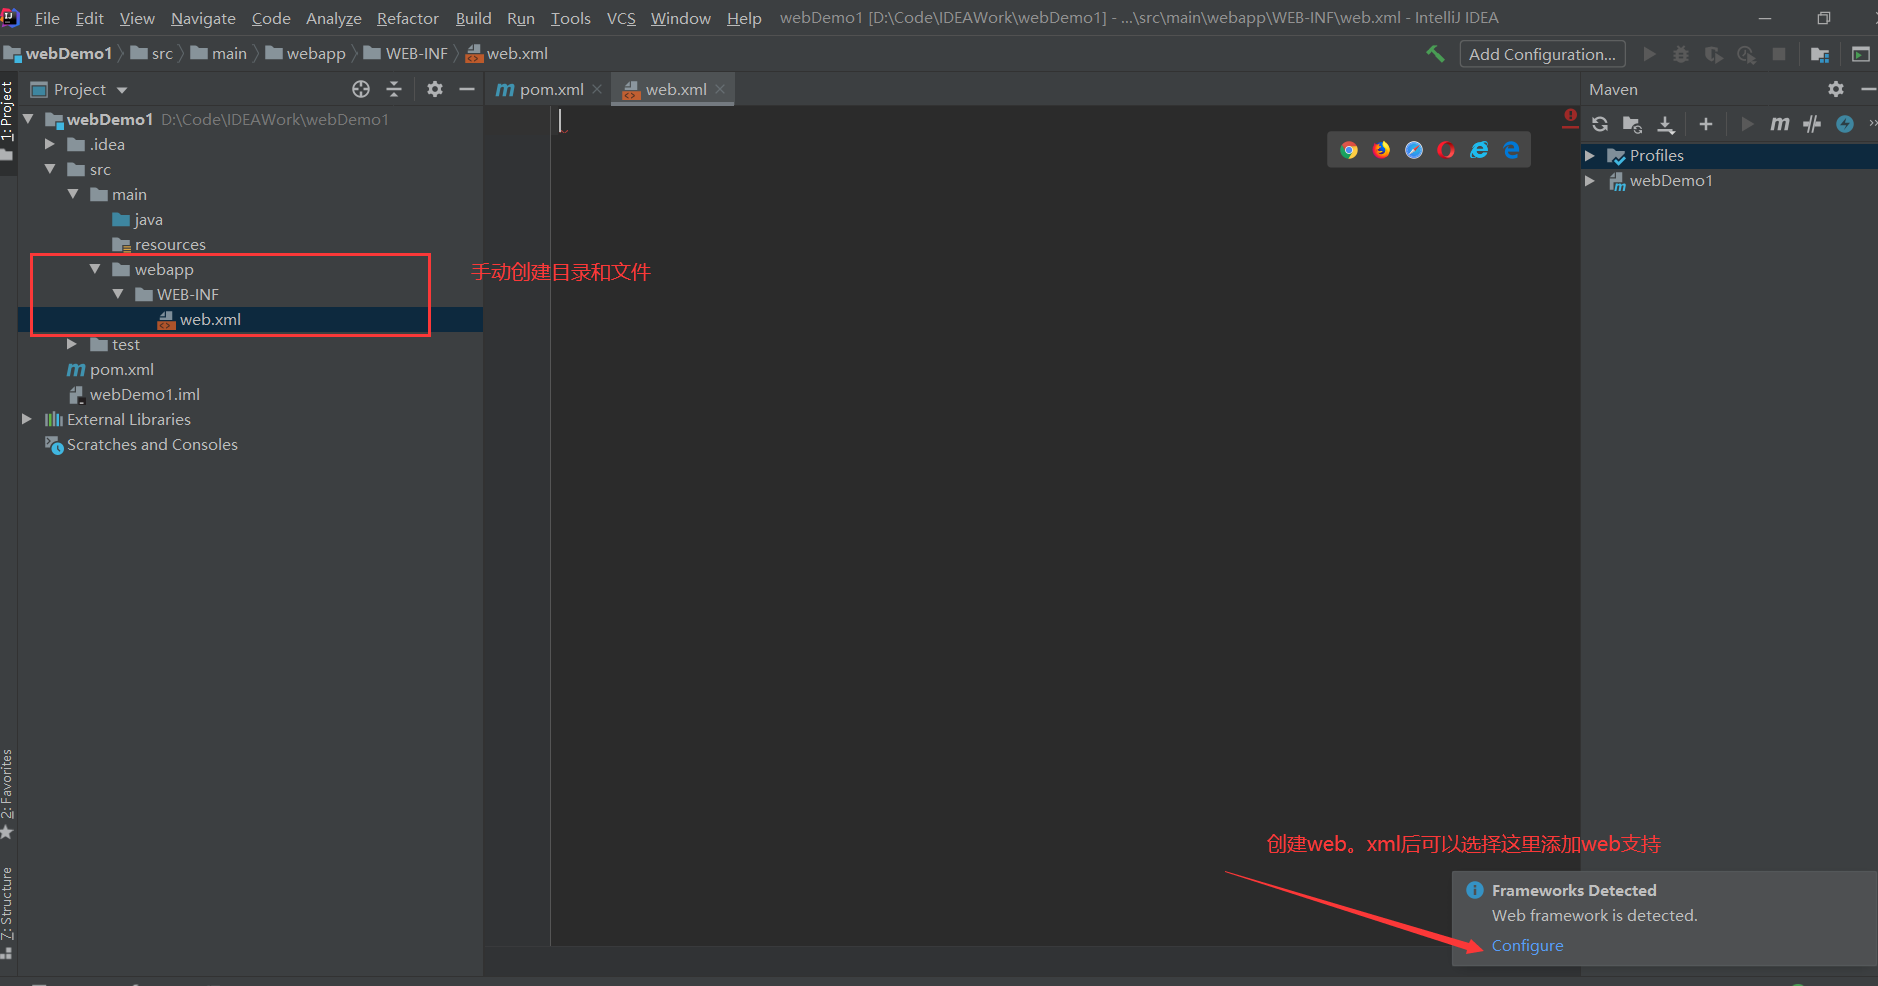 File Edit View Navigate Code Analyze Refactor Build Run Tools VCS Window Help webDemo1 [D:\Code\IDEAWork\webDemo1] - ...\src\main\webapp\WEB-INF\web.xml - IntelliJ IDEA
webDemo1 src main webapp WEB-INF web.xml Add Configuration...
1: Project
Project pom.xml web.xml Maven
webDemo1 D:\Code\IDEAWork\webDemo1
.idea
src
main
java
resources
webapp
WEB-INF
web.xml
test
pom.xml
webDemo1.iml
External Libraries
Scratches and Consoles
手动创建目录和文件
Profiles
webDemo1
2: Favorites
Z: Structure
创建web。xml后可以选择这里添加web支持
Frameworks Detected
Web framework is detected.
Configure